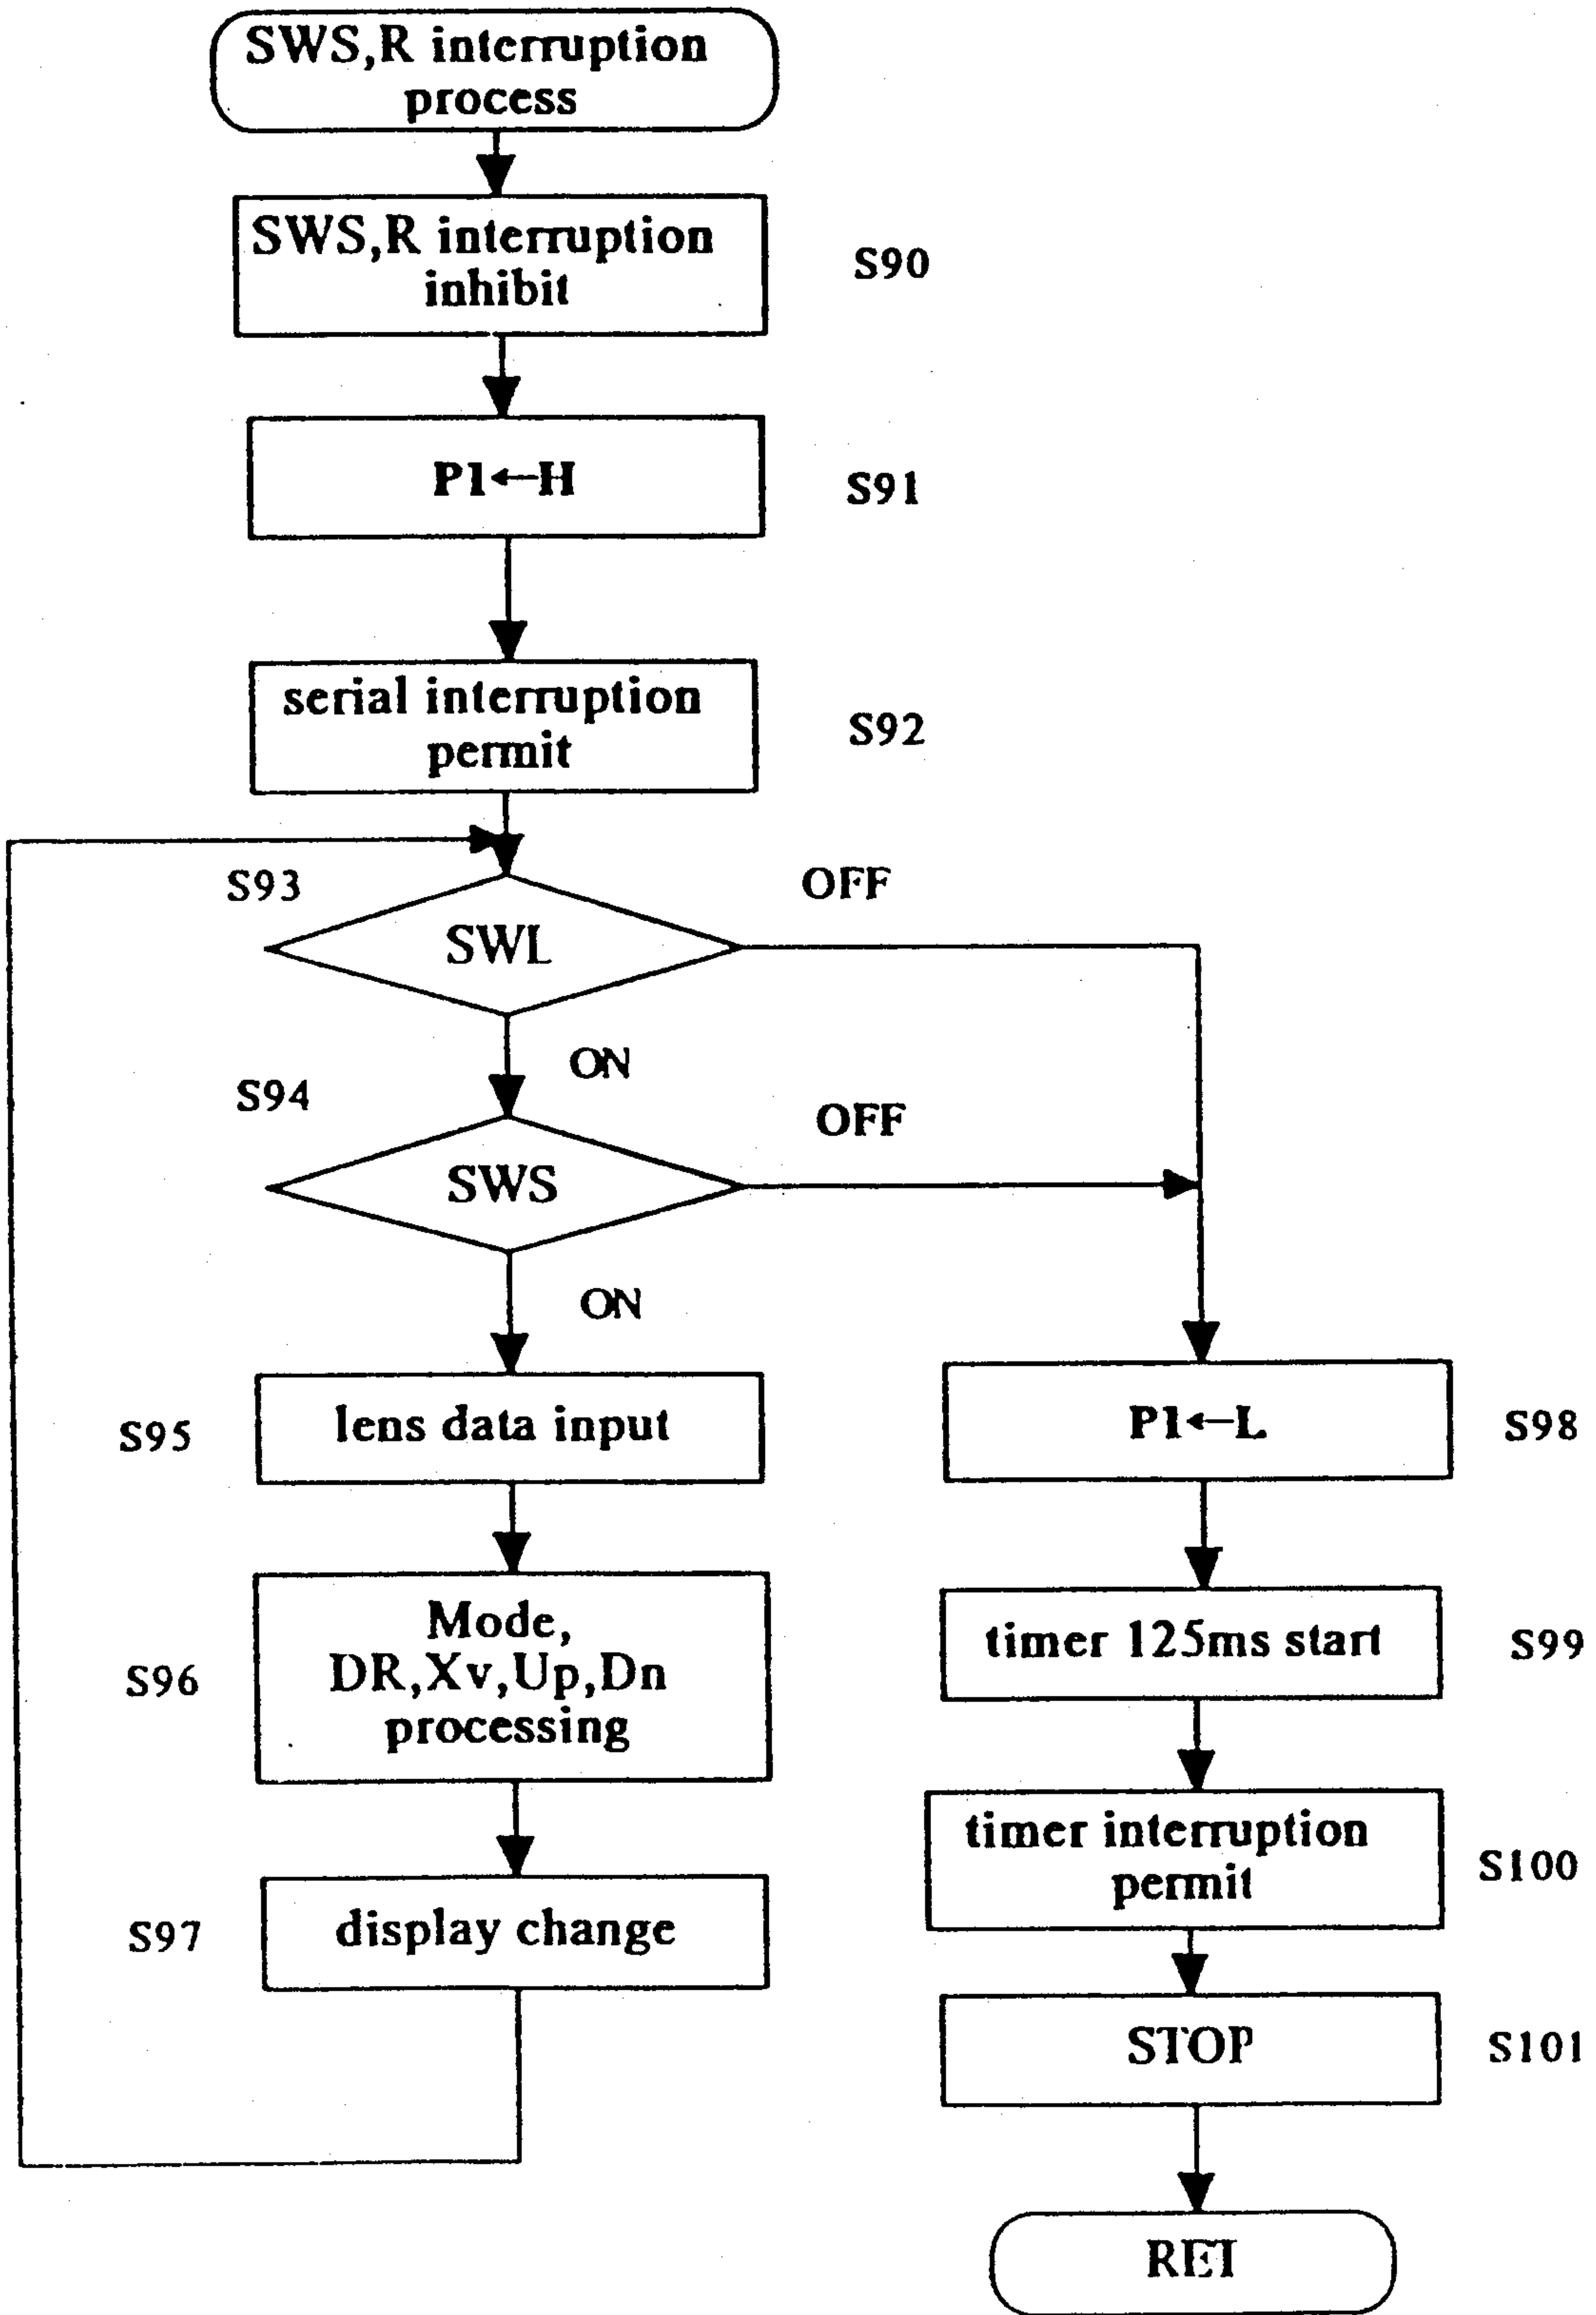 SWS,R interruption
process
SWS,R interruption
inhibit
S90
P1←H
S91
serial interruption
permit
S92
S93
SWL
OFF
ON
S94
SWS
OFF
ON
S95
lens data input
S96
Mode,
DR,Xv,Up,Dn
processing
S97
display change
P1←L
S98
timer 125ms start
S99
timer interruption
permit
S100
STOP
S101
RET